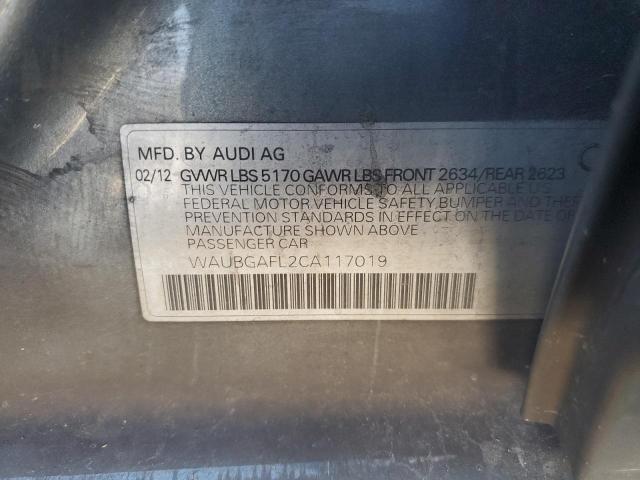 MFD. BY AUDI AG
02/12 GVWR LBS 5170 GAWR LBS FRONT 2634/REAR 2623
THIS VEHICLE CONFORMS TO ALL APPLICABLE U.S.
FEDERAL MOTOR VEHICLE SAFETY, BUMPER AND THEFT
PREVENTION STANDARDS IN EFFECT ON THE DATE OF
MANUFACTURE SHOWN ABOVE
PASSENGER CAR
WAUBGAFL2CA117019